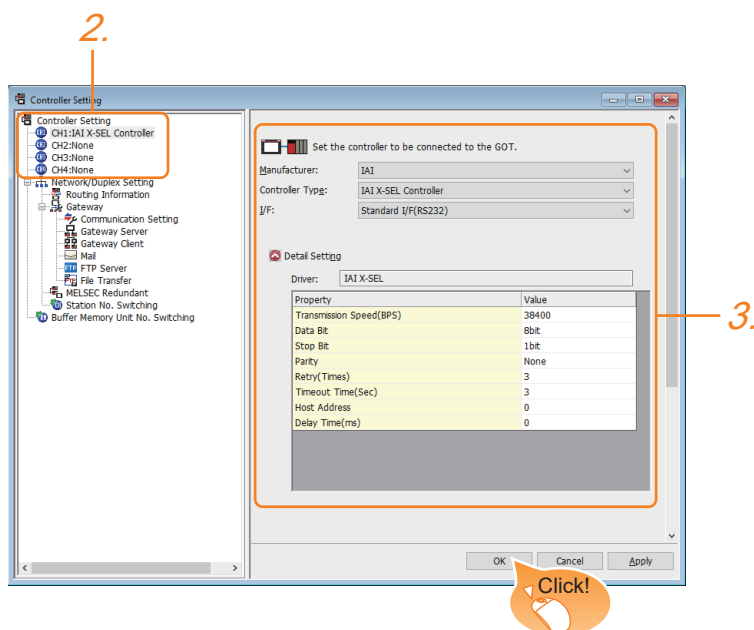 2.
Controller Setting
Controller Setting
CH1:IAI X-SEL Controller
CH2:None
CH3:None
CH4:None
Network/Duplex Setting
Routing Information
Gateway
Communication Setting
Gateway Server
Gateway Client
Mail
FTP Server
File Transfer
MELSEC Redundant
Station No. Switching
Buffer Memory Unit No. Switching
Set the controller to be connected to the GOT.
Manufacturer: IAI
Controller Type: IAI X-SEL Controller
I/F: Standard I/F(RS232)
Detail Setting
Driver: IAI X-SEL
Property Value
Transmission Speed(BPS) 38400
Data Bit 8bit
Stop Bit 1bit
Parity None
Retry(Times) 3
Timeout Time(Sec) 3
Host Address 0
Delay Time(ms) 0
3.
OK Cancel Apply
Click!